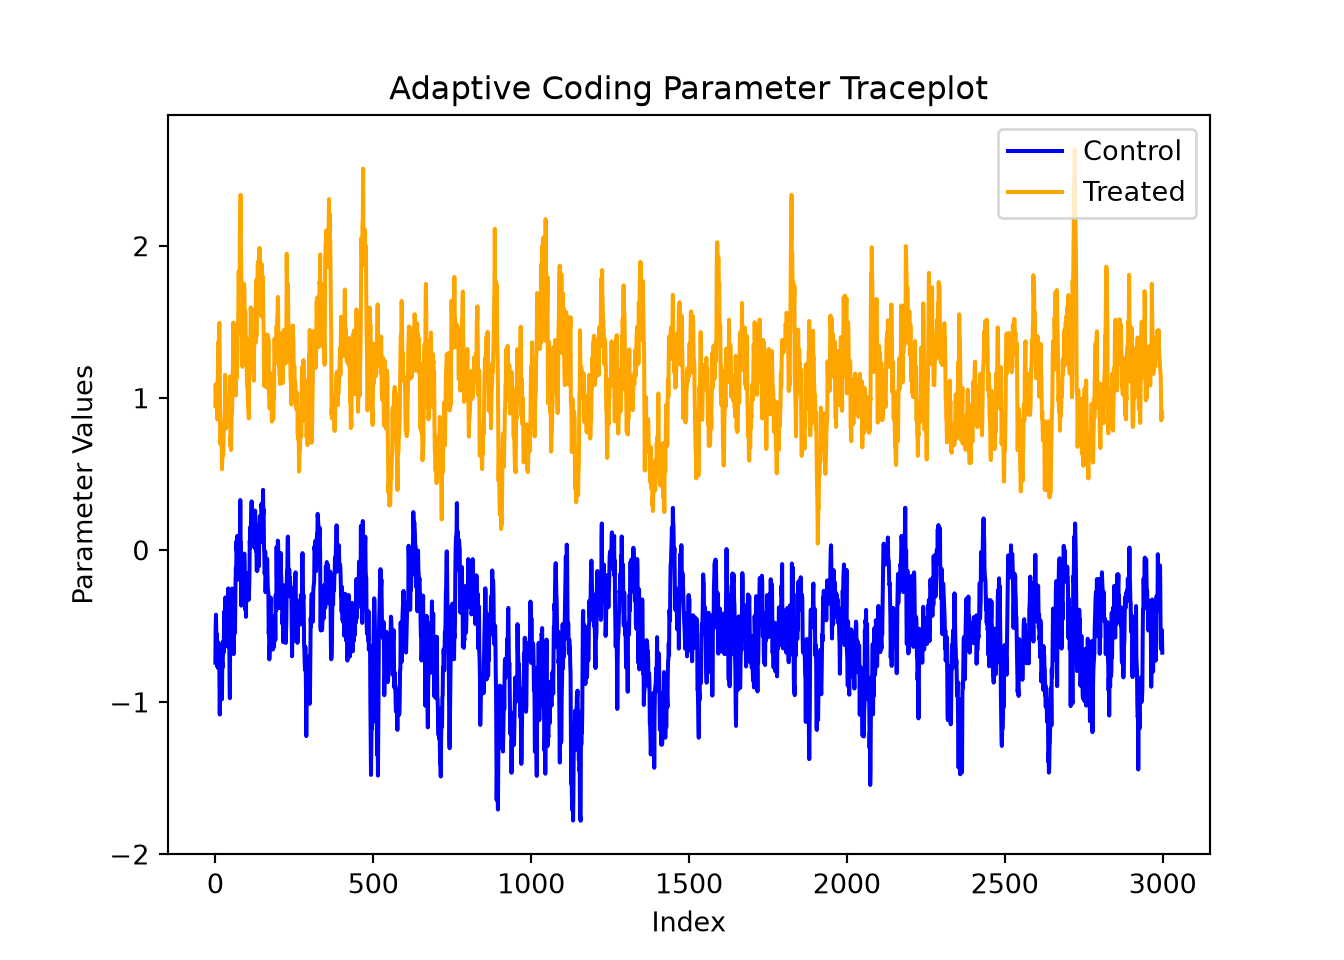 Adaptive Coding Parameter Traceplot
Control
Treated
Parameter Values
2
1
0
−1
−2
0 500 1000 1500 2000 2500 3000
Index